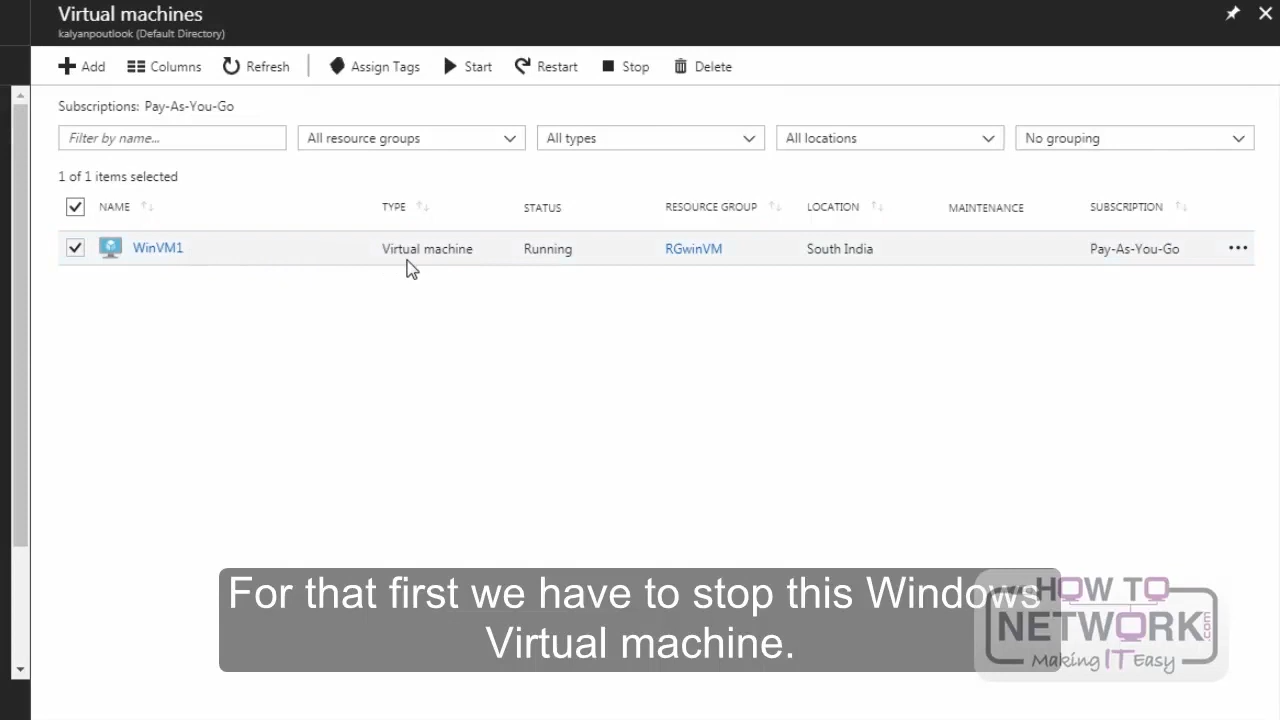 Virtual machines
kalyanpoutlook (Default Directory)
Add Columns Refresh Assign Tags Start Restart Stop Delete
Subscriptions: Pay-As-You-Go
Filter by name... All resource groups All types All locations No grouping
1 of 1 items selected
NAME TYPE STATUS RESOURCE GROUP LOCATION MAINTENANCE SUBSCRIPTION
WinVM1 Virtual machine Running RGwinVM South India Pay-As-You-Go
For that first we have to stop this Windows
Virtual machine.
HOW TO
NETWORK.com
Making IT Easy